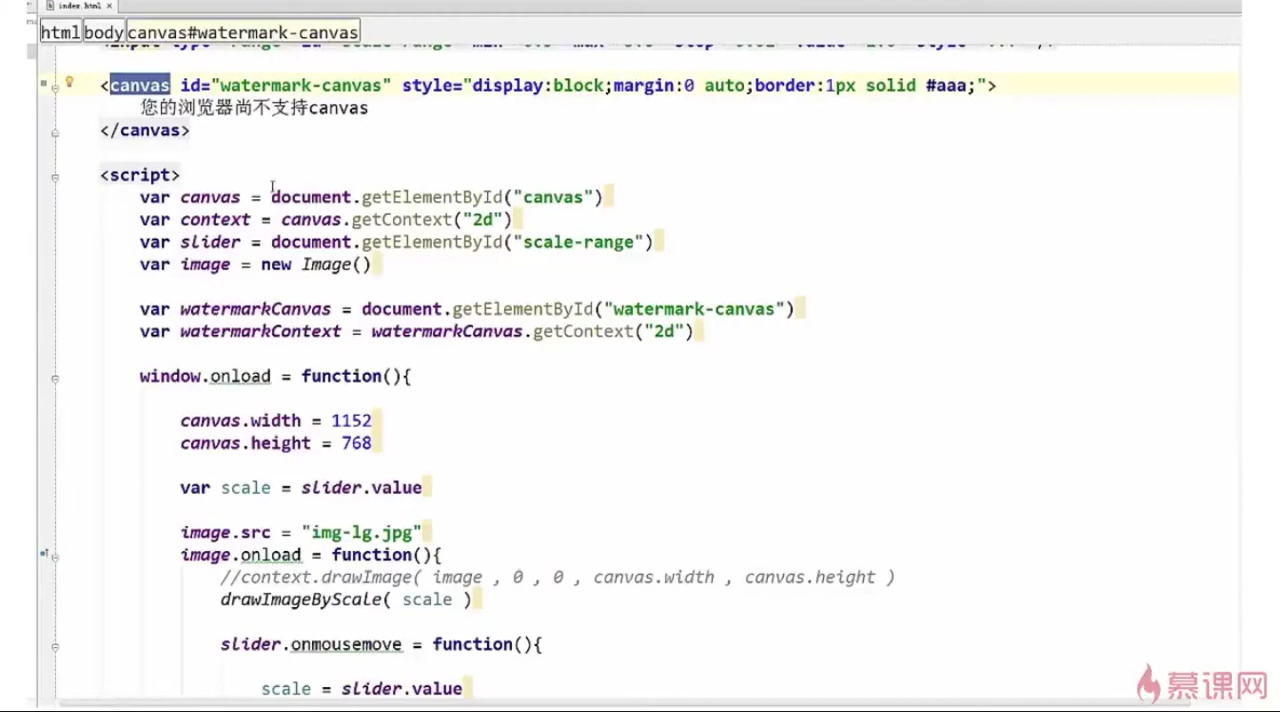 index.html ×
html body canvas#watermark-canvas
<canvas id="watermark-canvas" style="display:block;margin:0 auto;border:1px solid #aaa;">
您的浏览器尚不支持canvas
</canvas>
<script>
var canvas = document.getElementById("canvas")
var context = canvas.getContext("2d")
var slider = document.getElementById("scale-range")
var image = new Image()
var watermarkCanvas = document.getElementById("watermark-canvas")
var watermarkContext = watermarkCanvas.getContext("2d")
window.onload = function(){
canvas.width = 1152
canvas.height = 768
var scale = slider.value
image.src = "img-lg.jpg"
image.onload = function(){
//context.drawImage( image , 0 , 0 , canvas.width , canvas.height )
drawImageByScale( scale )
slider.onmousemove = function(){
scale = slider.value
慕课网